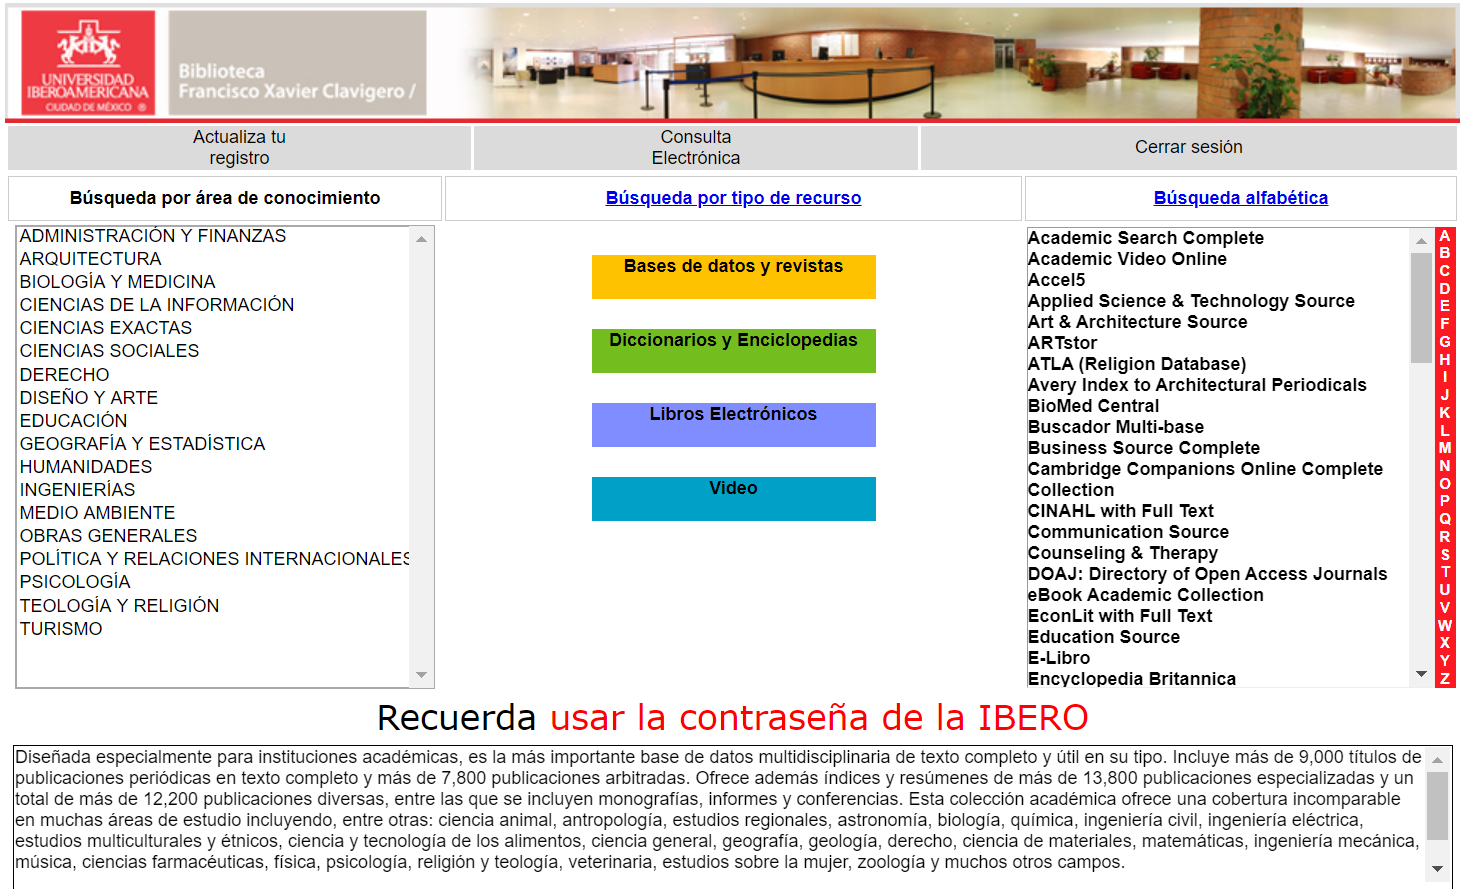 UNIVERSIDAD
IBEROAMERICANA
CIUDAD DE MÉXICO ®
Biblioteca
Francisco Xavier Clavigero /
Actualiza tu
registro
Consulta
Electrónica
Cerrar sesión
Búsqueda por área de conocimiento
Búsqueda por tipo de recurso
Búsqueda alfabética
ADMINISTRACIÓN Y FINANZAS
ARQUITECTURA
BIOLOGÍA Y MEDICINA
CIENCIAS DE LA INFORMACIÓN
CIENCIAS EXACTAS
CIENCIAS SOCIALES
DERECHO
DISEÑO Y ARTE
EDUCACIÓN
GEOGRAFÍA Y ESTADÍSTICA
HUMANIDADES
INGENIERÍAS
MEDIO AMBIENTE
OBRAS GENERALES
POLÍTICA Y RELACIONES INTERNACIONALES
PSICOLOGÍA
TEOLOGÍA Y RELIGIÓN
TURISMO
Bases de datos y revistas
Diccionarios y Enciclopedias
Libros Electrónicos
Video
Academic Search Complete
Academic Video Online
Accel5
Applied Science & Technology Source
Art & Architecture Source
ARTstor
ATLA (Religion Database)
Avery Index to Architectural Periodicals
BioMed Central
Buscador Multi-base
Business Source Complete
Cambridge Companions Online Complete
Collection
CINAHL with Full Text
Communication Source
Counseling & Therapy
DOAJ: Directory of Open Access Journals
eBook Academic Collection
EconLit with Full Text
Education Source
E-Libro
Encyclopedia Britannica
A
B
C
D
E
F
G
H
I
J
K
L
M
N
O
P
Q
R
S
T
U
V
W
X
Y
Z
Recuerda usar la contraseña de la IBERO
Diseñada especialmente para instituciones académicas, es la más importante base de datos multidisciplinaria de texto completo y útil en su tipo. Incluye más de 9,000 títulos de
publicaciones periódicas en texto completo y más de 7,800 publicaciones arbitradas. Ofrece además índices y resúmenes de más de 13,800 publicaciones especializadas y un
total de más de 12,200 publicaciones diversas, entre las que se incluyen monografías, informes y conferencias. Esta colección académica ofrece una cobertura incomparable
en muchas áreas de estudio incluyendo, entre otras: ciencia animal, antropología, estudios regionales, astronomía, biología, química, ingeniería civil, ingeniería eléctrica,
estudios multiculturales y étnicos, ciencia y tecnología de los alimentos, ciencia general, geografía, geología, derecho, ciencia de materiales, matemáticas, ingeniería mecánica,
música, ciencias farmacéuticas, física, psicología, religión y teología, veterinaria, estudios sobre la mujer, zoología y muchos otros campos.